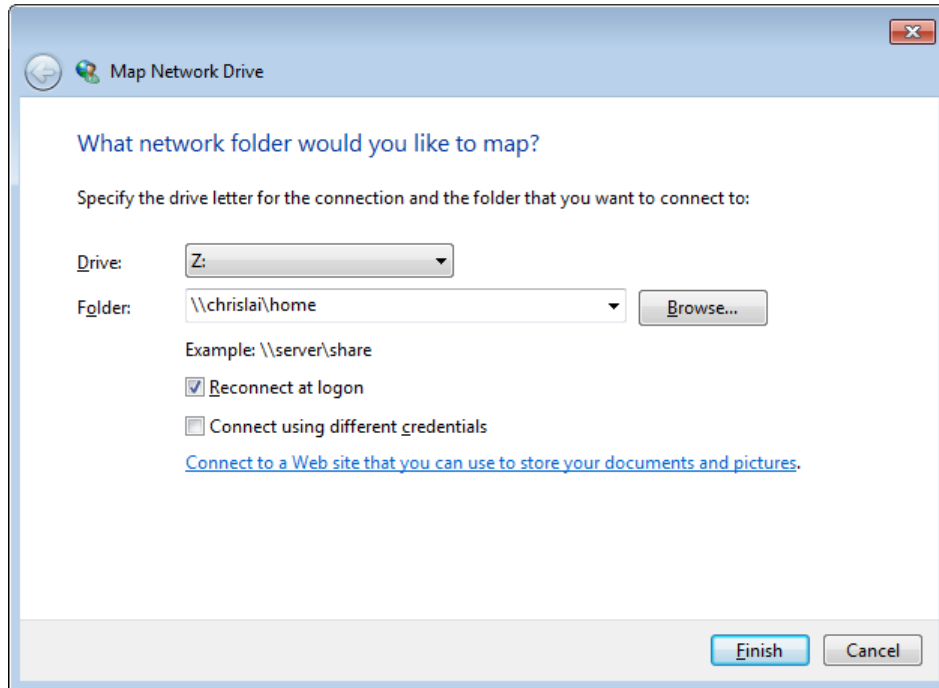 Map Network Drive
What network folder would you like to map?
Specify the drive letter for the connection and the folder that you want to connect to:
Drive: Z:
Folder: \\chrislai\home Browse...
Example: \\server\share
Reconnect at logon
Connect using different credentials
Connect to a Web site that you can use to store your documents and pictures.
Finish Cancel